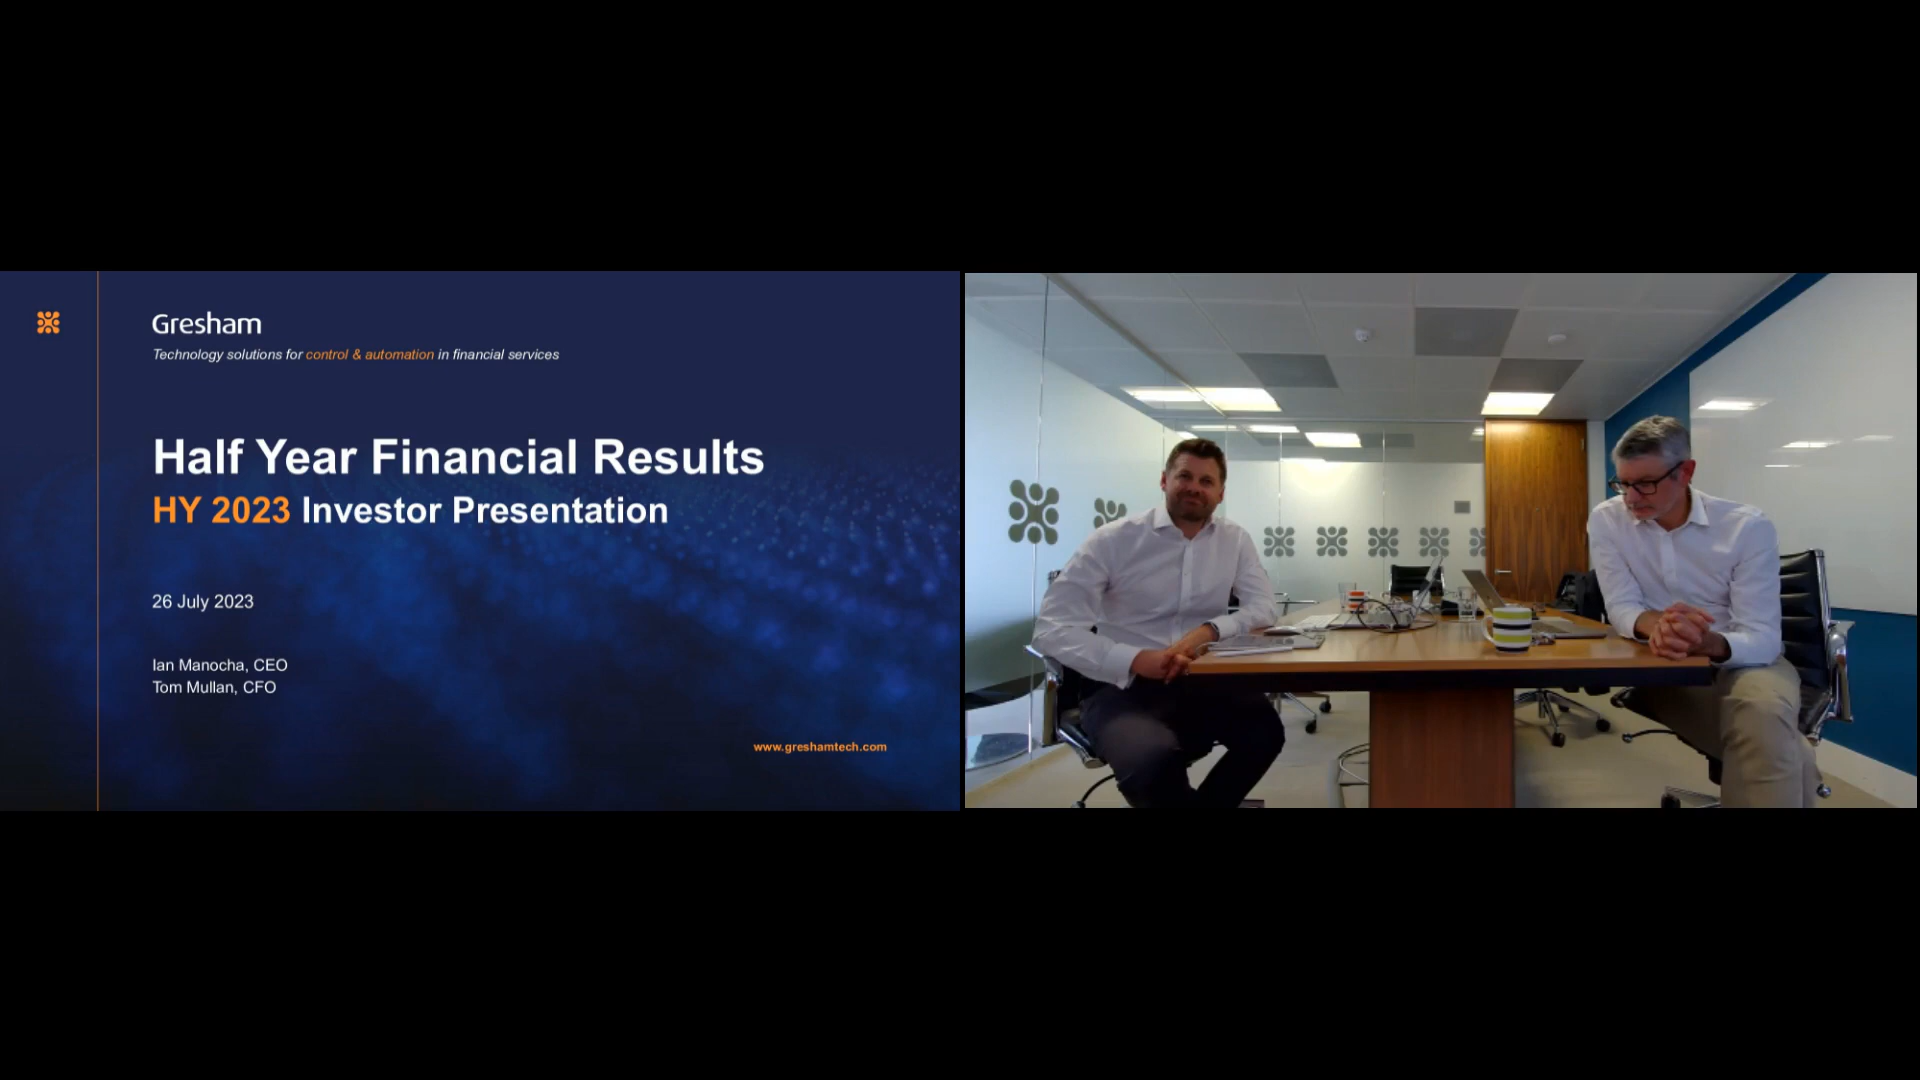 Gresham
Technology solutions for control & automation in financial services
Half Year Financial Results
HY 2023 Investor Presentation
26 July 2023
Ian Manocha, CEO
Tom Mullan, CFO
www.greshamtech.com